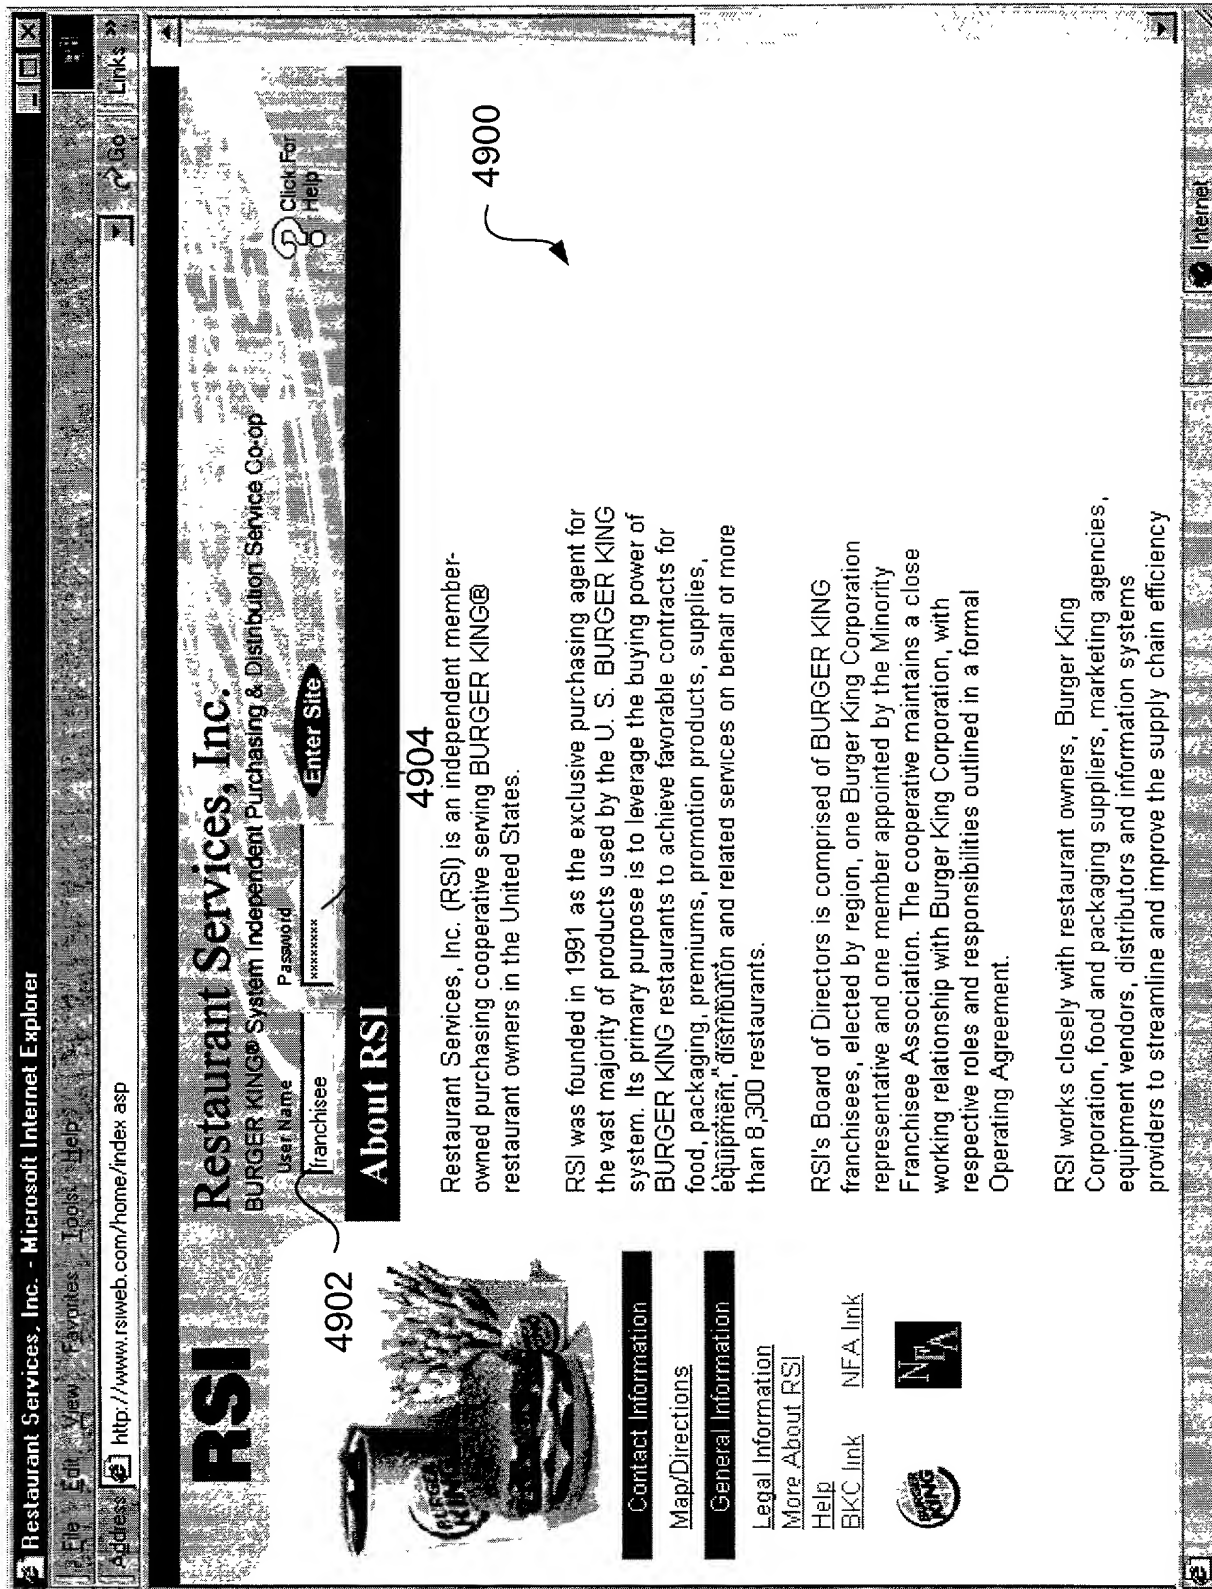 Restaurant Services, Inc. - Microsoft Internet Explorer
File Edit View Favorites Tools Help
Address http://www.rsiweb.com/home/index asp Go Links »
RSI
Restaurant Services, Inc.
BURGER KING® System Independent Purchasing & Distribution Service Co-op
User Name Password
franchisee ********* Enter Site
Click For
Help
4902
4904
4900
About RSI
Restaurant Services, Inc. (RSI) is an independent member-
owned purchasing cooperative serving BURGER KING®
restaurant owners in the United States.
RSI was founded in 1991 as the exclusive purchasing agent for
the vast majority of products used by the U. S. BURGER KING
system. Its primary purpose is to leverage the buying power of
BURGER KING restaurants to achieve favorable contracts for
food, packaging, premiums, promotion products, supplies,
equipment, distribution and related services on behalf of more
than 8,300 restaurants.
RSI's Board of Directors is comprised of BURGER KING
franchisees, elected by region, one Burger King Corporation
representative and one member appointed by the Minority
Franchisee Association. The cooperative maintains a close
working relationship with Burger King Corporation, with
respective roles and responsibilities outlined in a formal
Operating Agreement.
RSI works closely with restaurant owners, Burger King
Corporation, food and packaging suppliers, marketing agencies,
equipment vendors, distributors and information systems
providers to streamline and improve the supply chain efficiency
BURGER
KING
Contact Information
Map/Directions
General Information
Legal Information
More About RSI
Help
BKC link NFA link
BURGER
KING
NFA
Internet